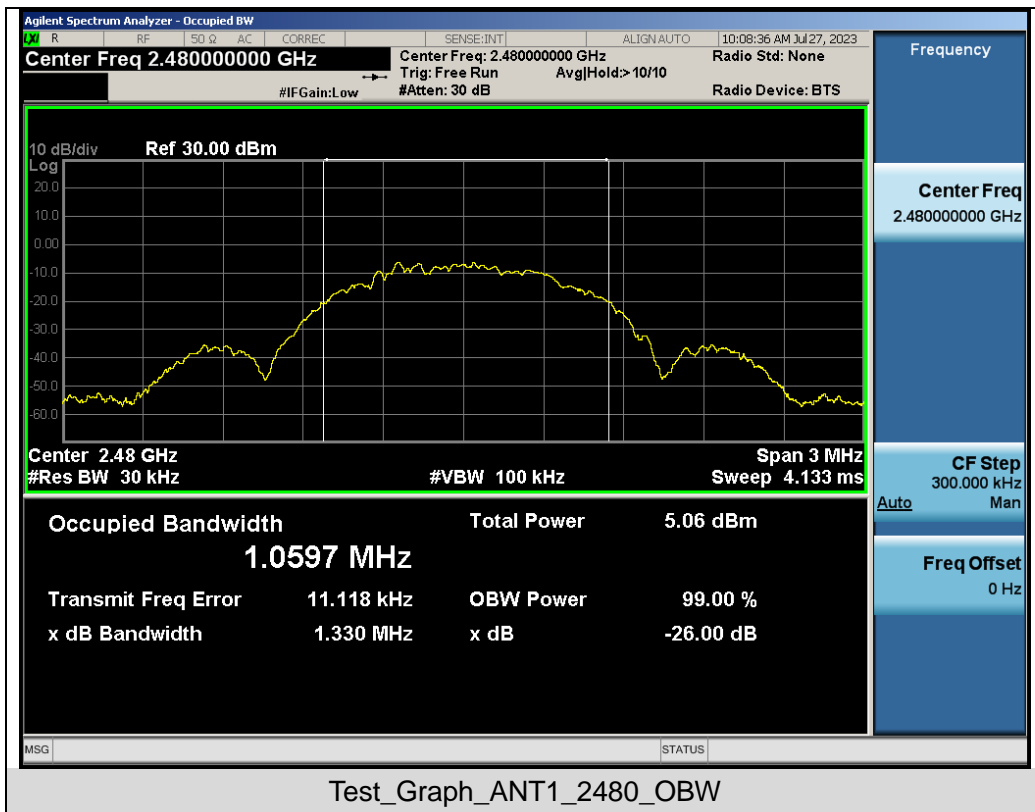 Agilent Spectrum Analyzer - Occupied BW
LXI R RF 50 Ω AC CORREC SENSE:INT ALIGNAUTO 10:08:36 AM Jul 27, 2023
Center Freq 2.480000000 GHz
Center Freq: 2.480000000 GHz
Radio Std: None
Trig: Free Run Avg|Hold:> 10/10
#IFGain:Low
#Atten: 30 dB
Radio Device: BTS
10 dB/div Ref 30.00 dBm
Log
20.0
10.0
0.00
-10.0
-20.0
-30.0
-40.0
-50.0
-60.0
Center 2.48 GHz Span 3 MHz
#Res BW 30 kHz #VBW 100 kHz Sweep 4.133 ms
Occupied Bandwidth Total Power 5.06 dBm
1.0597 MHz
Transmit Freq Error 11.118 kHz OBW Power 99.00 %
x dB Bandwidth 1.330 MHz x dB -26.00 dB
MSG STATUS
Frequency
Center Freq
2.480000000 GHz
CF Step
300.000 kHz
Auto Man
Freq Offset
0 Hz
Test_Graph_ANT1_2480_OBW